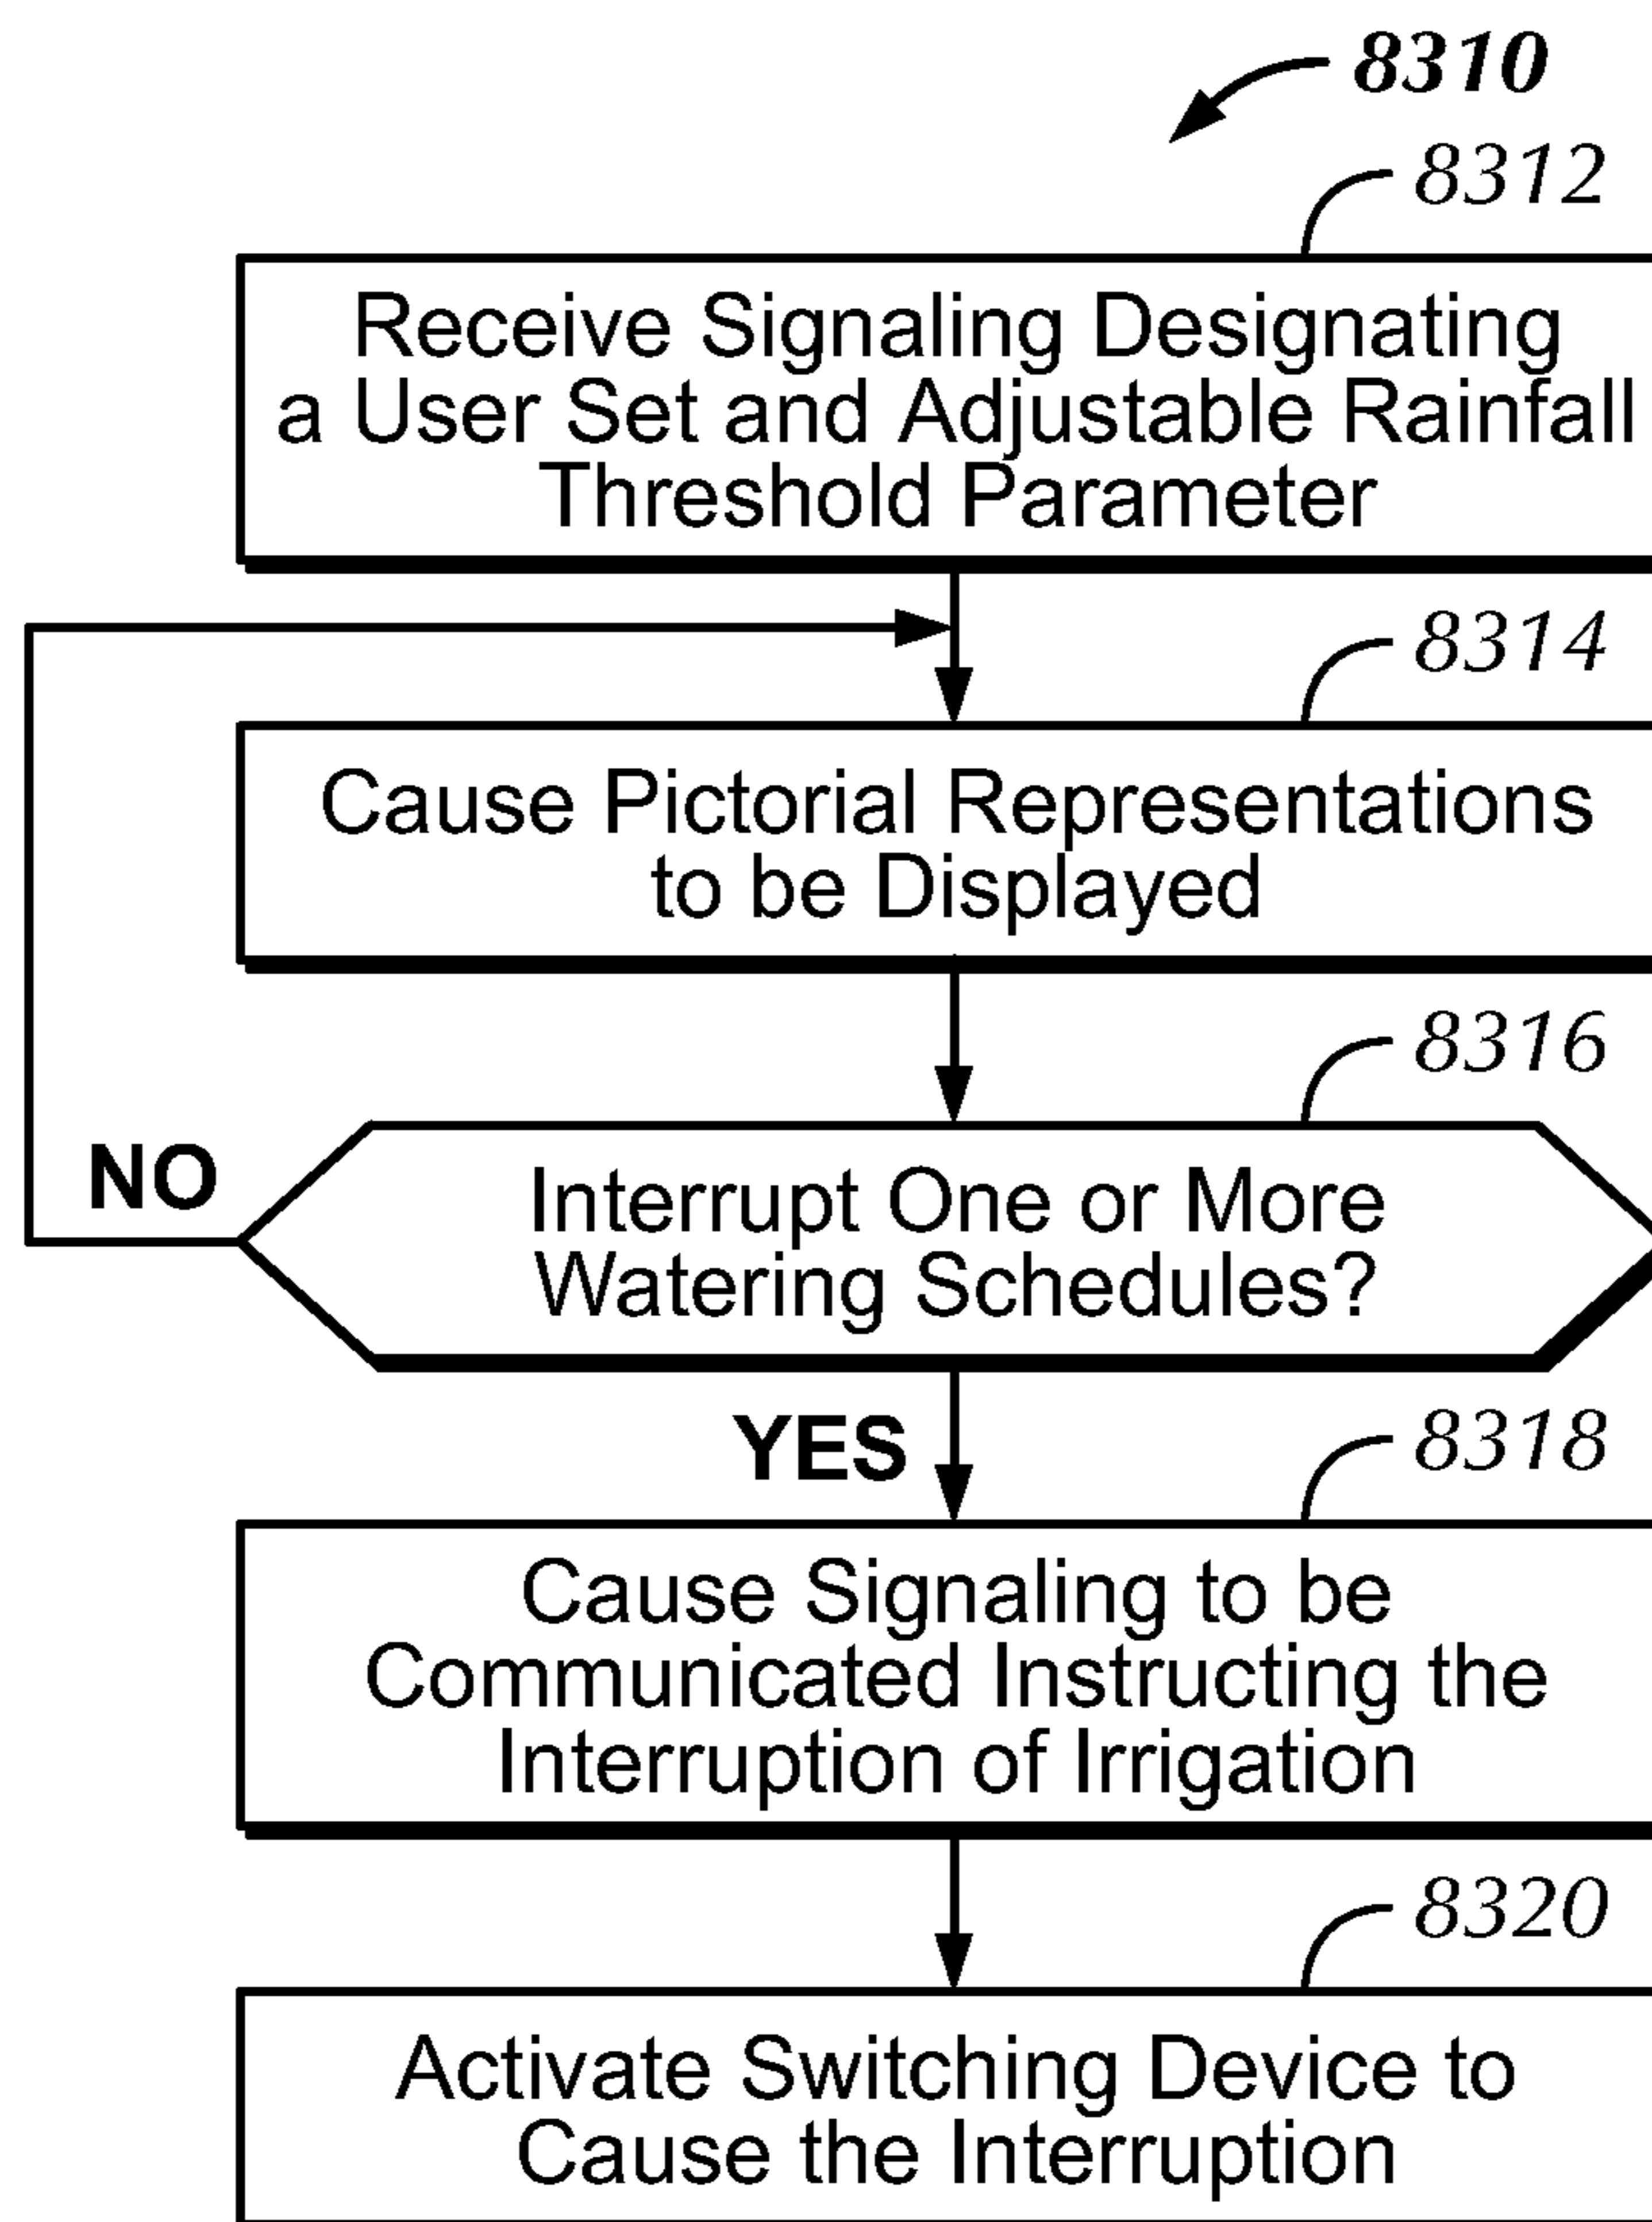 8310
8312
Receive Signaling Designating
a User Set and Adjustable Rainfall
Threshold Parameter
8314
Cause Pictorial Representations
to be Displayed
8316
NO
Interrupt One or More
Watering Schedules?
YES
8318
Cause Signaling to be
Communicated Instructing the
Interruption of Irrigation
8320
Activate Switching Device to
Cause the Interruption